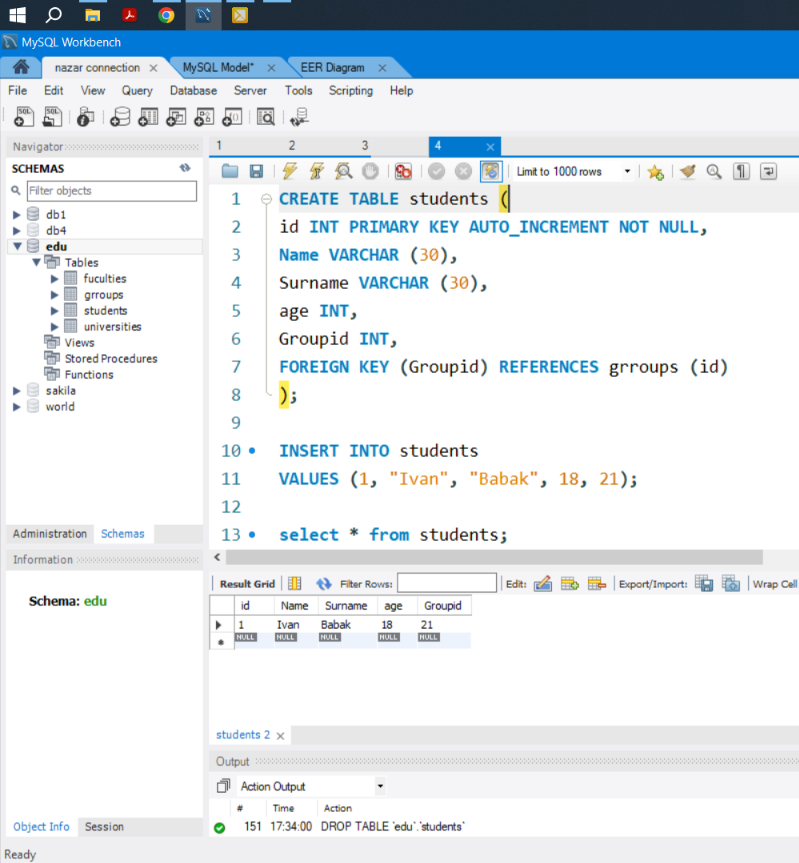 MySQL Workbench
nazar connection MySQL Model* EER Diagram
File Edit View Query Database Server Tools Scripting Help
Navigator
SCHEMAS
Filter objects
db1
db4
edu
Tables
fuculties
grroups
students
universities
Views
Stored Procedures
Functions
sakila
world
Administration Schemas
Information
Schema: edu
Object Info Session
1 2 3 4
Limit to 1000 rows
1 CREATE TABLE students (
2 id INT PRIMARY KEY AUTO_INCREMENT NOT NULL,
3 Name VARCHAR (30),
4 Surname VARCHAR (30),
5 age INT,
6 Groupid INT,
7 FOREIGN KEY (Groupid) REFERENCES grroups (id)
8 );
9
10 INSERT INTO students
11 VALUES (1, "Ivan", "Babak", 18, 21);
12
13 select * from students;
Result Grid Filter Rows: Edit: Export/Import: Wrap Cell
id Name Surname age Groupid
1 Ivan Babak 18 21
NULL NULL NULL NULL NULL
students 2
Output
Action Output
# Time Action
151 17:34:00 DROP TABLE `edu`.`students`
Ready